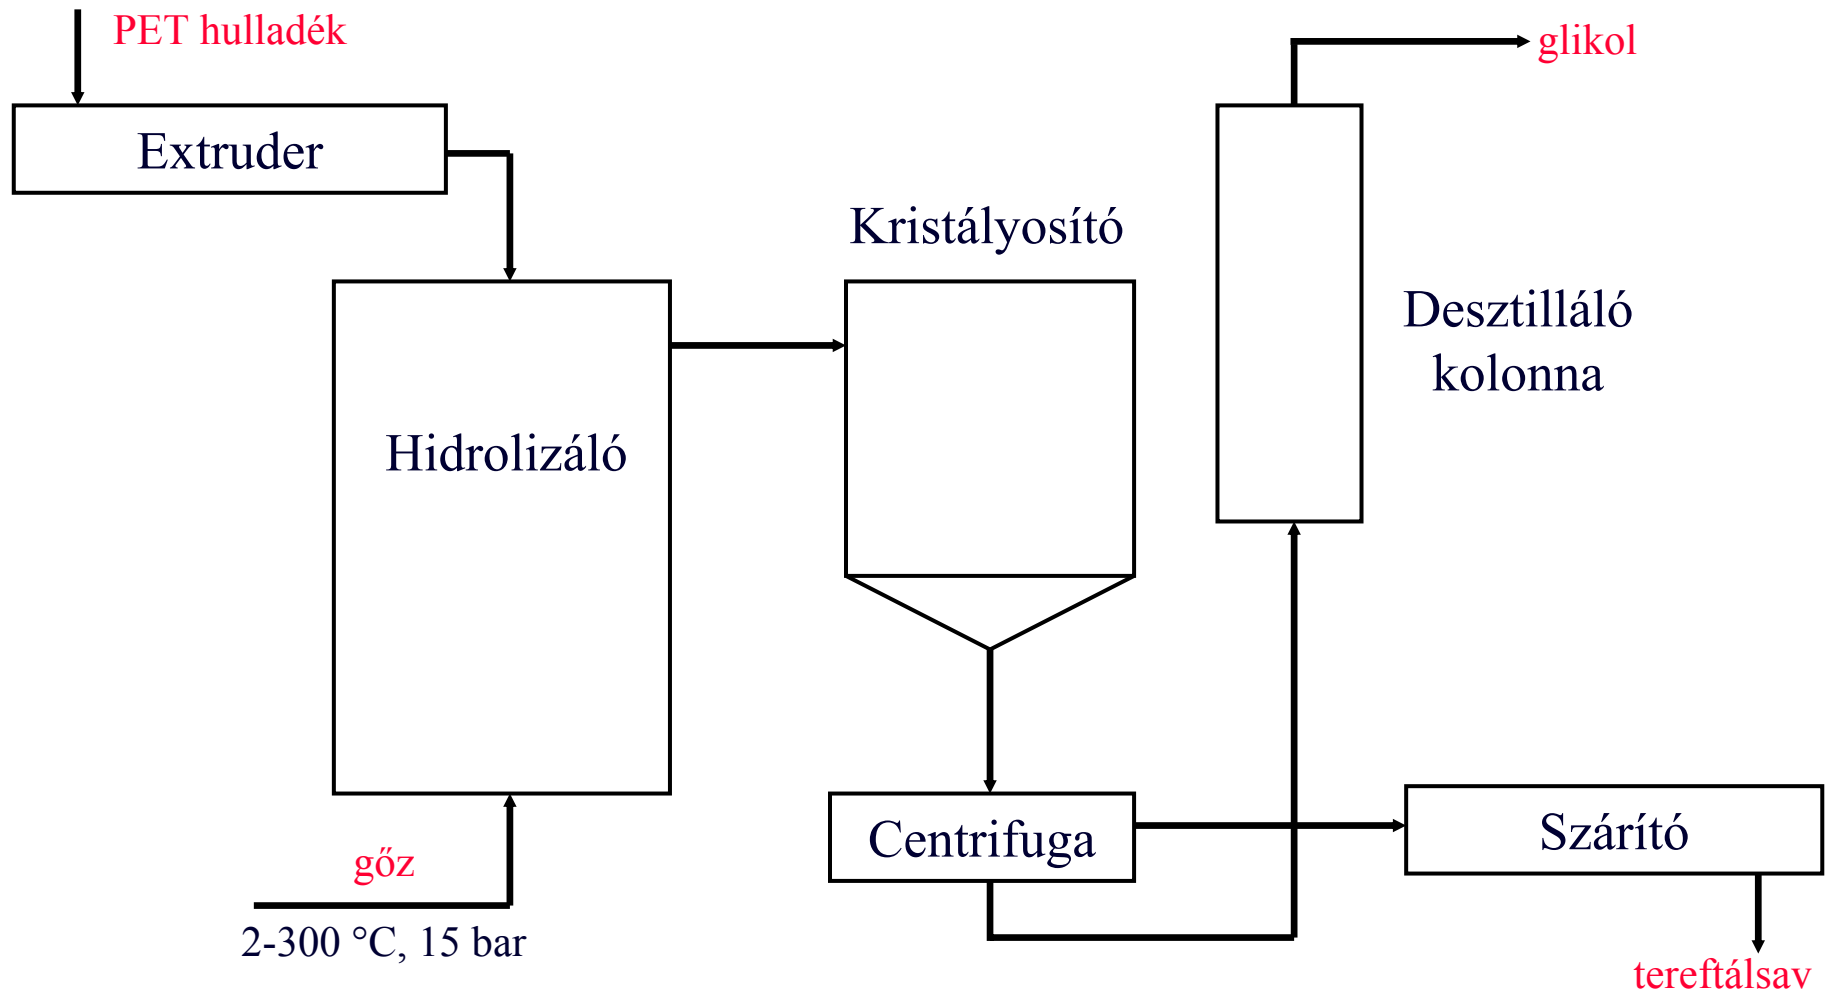 PET hulladék
glikol
Extruder
Kristályosító
Desztilláló
kolonna
Hidrolizáló
Centrifuga
Szárító
gőz
2-300 °C, 15 bar
tereftálsav